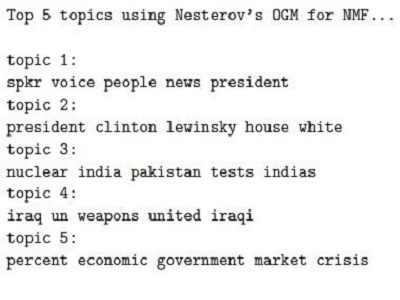 Top 5 topics using Nesterov's OGM for NMF...
topic 1:
spkr voice people news president
topic 2:
president clinton lewinsky house white
topic 3:
nuclear india pakistan tests indias
topic 4:
iraq un weapons united iraqi
topic 5:
percent economic government market crisis